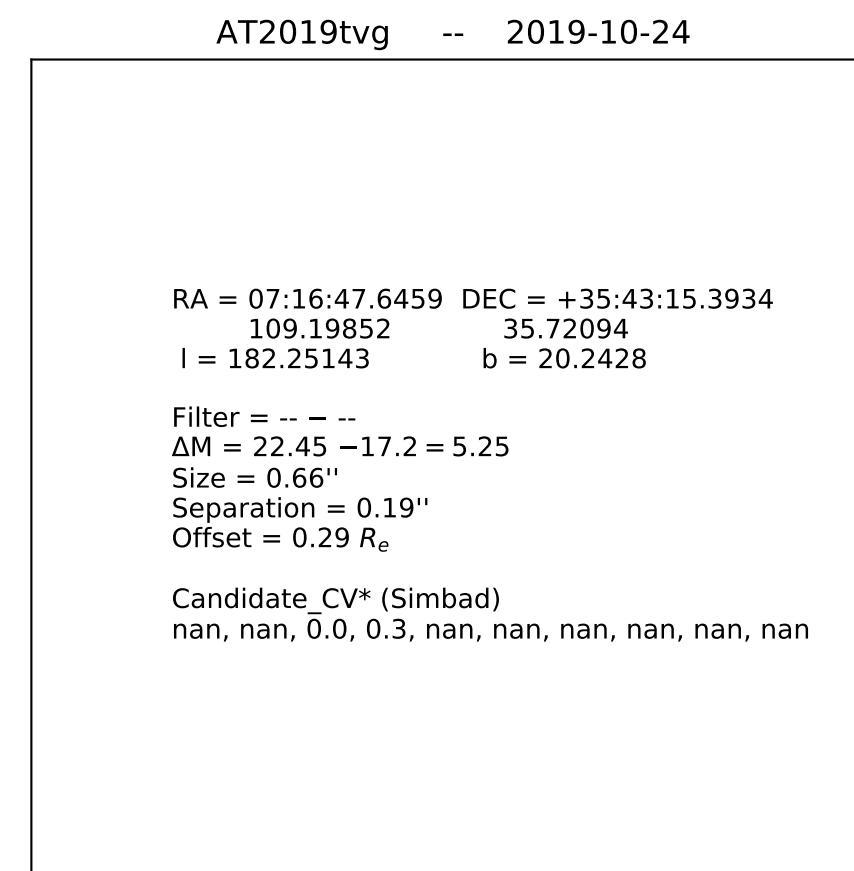 AT2019tvg -- 2019-10-24
RA = 07:16:47.6459 DEC = +35:43:15.3934
109.19852 35.72094
l = 182.25143 b = 20.2428
Filter = -- − --
ΔM = 22.45 −17.2 = 5.25
Size = 0.66''
Separation = 0.19''
Offset = 0.29 Re
Candidate_CV* (Simbad)
nan, nan, 0.0, 0.3, nan, nan, nan, nan, nan, nan